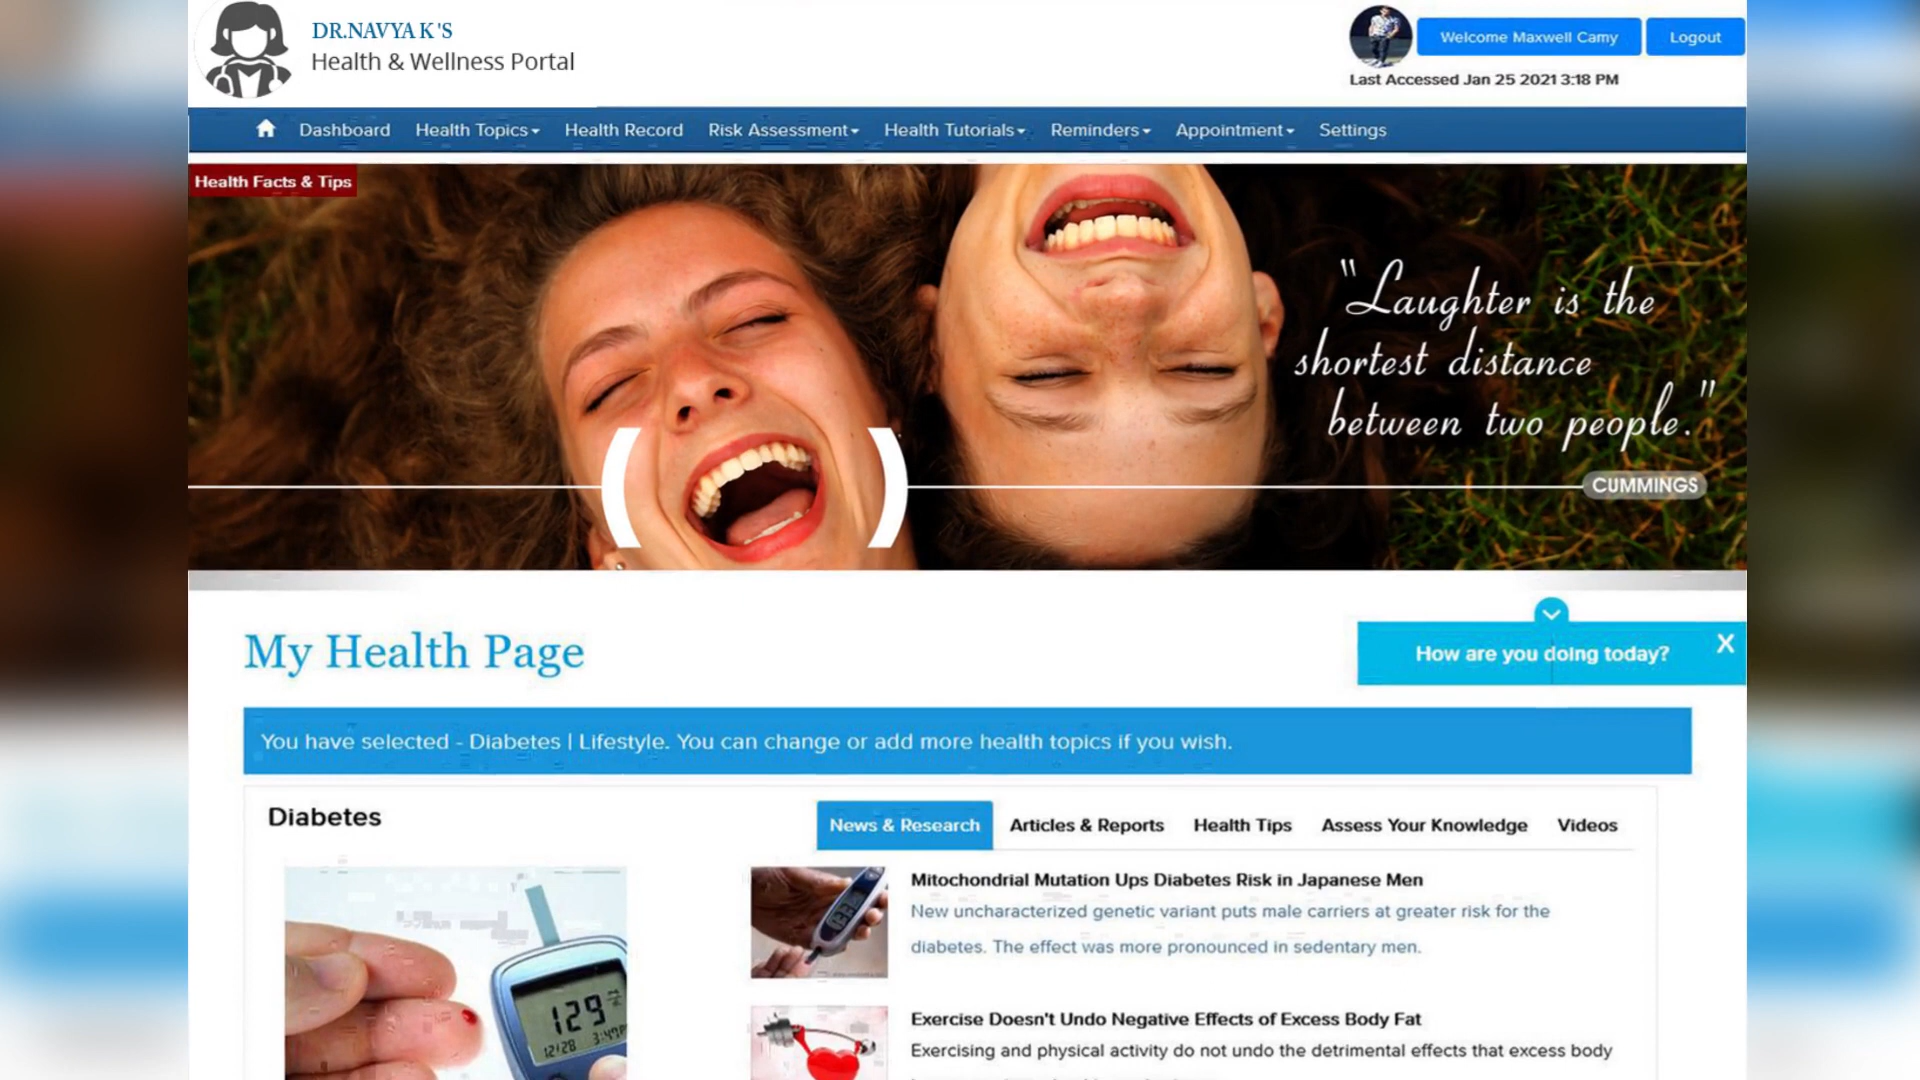 DR.NAVYA K'S
Health & Wellness Portal
Welcome Maxwell Camy
Logout
Last Accessed Jan 25 2021 3:18 PM
Dashboard
Health Topics
Health Record
Risk Assessment
Health Tutorials
Reminders
Appointment
Settings
Health Facts & Tips
"Laughter is the
shortest distance
between two people."
CUMMINGS
My Health Page
How are you doing today?
X
You have selected - Diabetes | Lifestyle. You can change or add more health topics if you wish.
Diabetes
News & Research
Articles & Reports
Health Tips
Assess Your Knowledge
Videos
129
12/28
Mitochondrial Mutation Ups Diabetes Risk in Japanese Men
New uncharacterized genetic variant puts male carriers at greater risk for the
diabetes. The effect was more pronounced in sedentary men.
Exercise Doesn't Undo Negative Effects of Excess Body Fat
Exercising and physical activity do not undo the detrimental effects that excess body